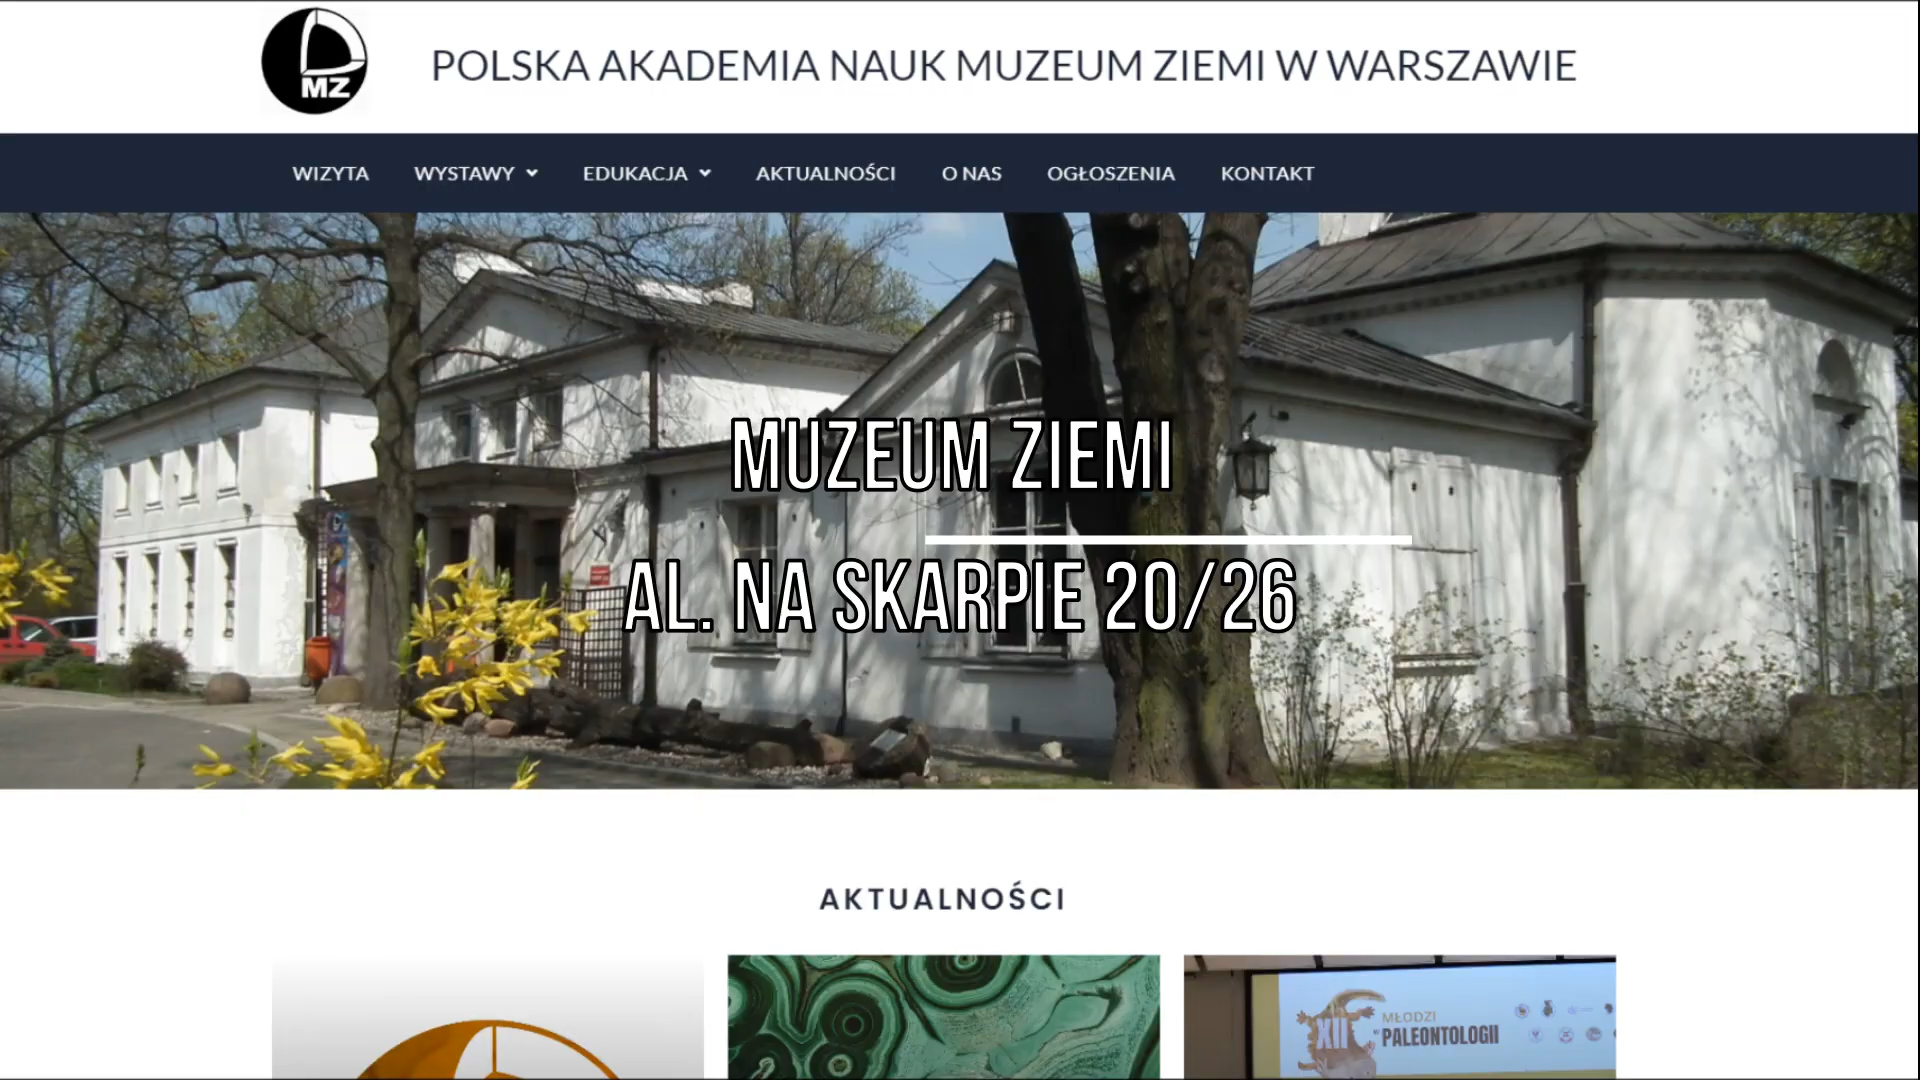 MZ
POLSKA AKADEMIA NAUK MUZEUM ZIEMI W WARSZAWIE
WIZYTA WYSTAWY EDUKACJA AKTUALNOŚCI O NAS OGŁOSZENIA KONTAKT
MUZEUM ZIEMI
AL. NA SKARPIE 20/26
AKTUALNOŚCI
XII
MŁODZI
PALEONTOLOGII